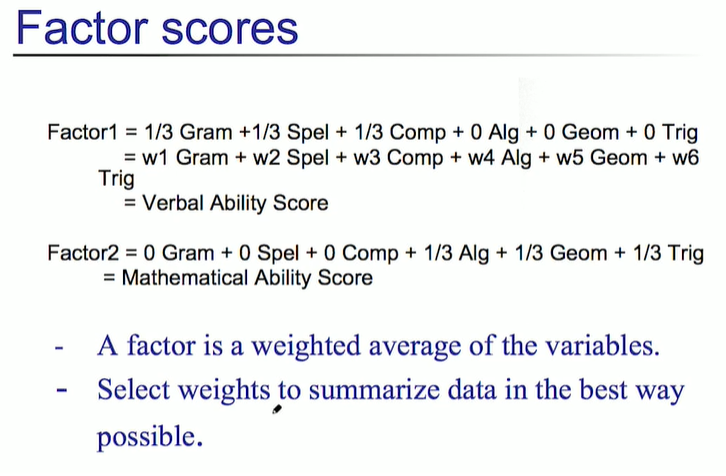 Factor scores
Factor1 = 1/3 Gram +1/3 Spel + 1/3 Comp + 0 Alg + 0 Geom + 0 Trig
= w1 Gram + w2 Spel + w3 Comp + w4 Alg + w5 Geom + w6
Trig
= Verbal Ability Score
Factor2 = 0 Gram + 0 Spel + 0 Comp + 1/3 Alg + 1/3 Geom + 1/3 Trig
= Mathematical Ability Score
- A factor is a weighted average of the variables.
- Select weights to summarize data in the best way
possible.